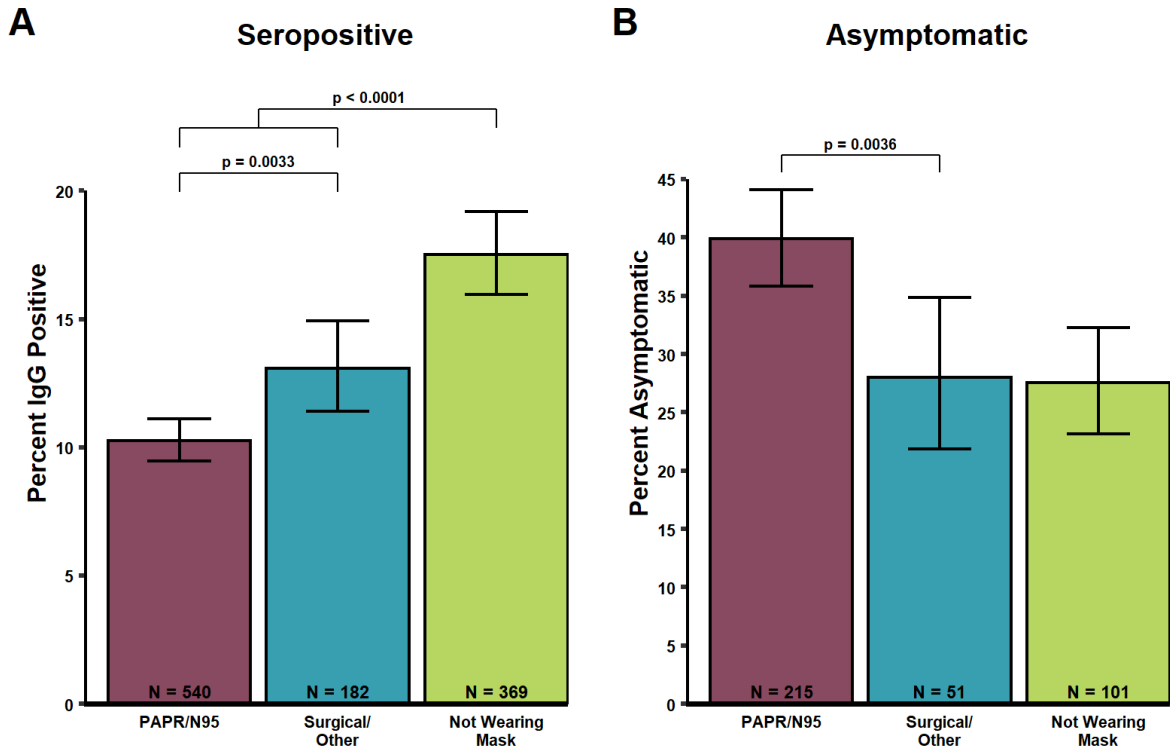 A
Seropositive
p < 0.0001
p = 0.0033
Percent IgG Positive
20
15
10
5
0
N = 540
N = 182
N = 369
PAPR/N95
Surgical/
Other
Not Wearing
Mask
B
Asymptomatic
p = 0.0036
Percent Asymptomatic
45
40
35
30
25
20
15
10
5
0
N = 215
N = 51
N = 101
PAPR/N95
Surgical/
Other
Not Wearing
Mask